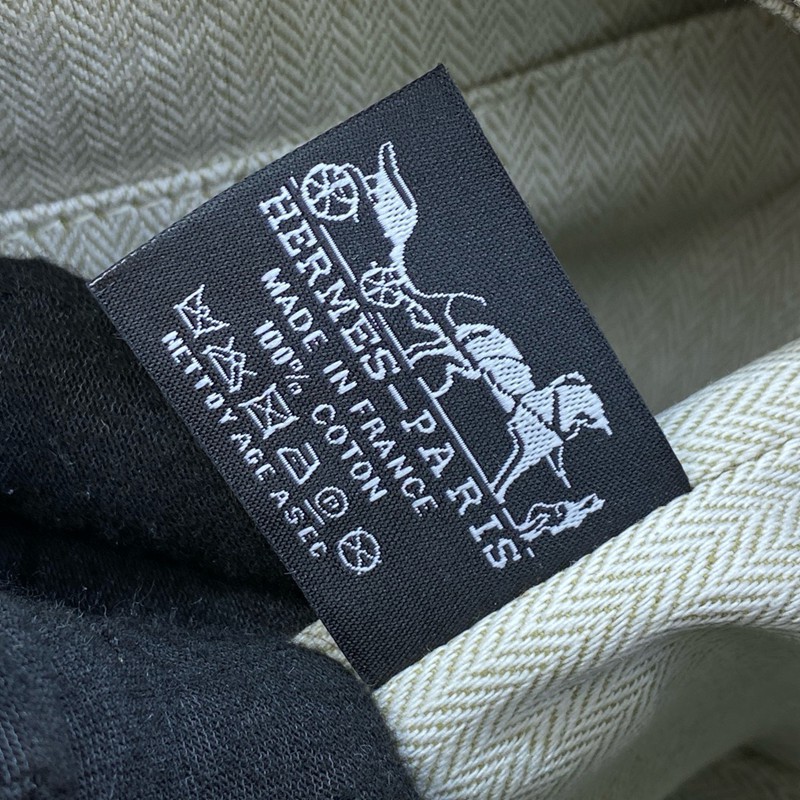 HERMES-PARIS
MADE IN FRANCE
100% COTON
NETTOYAGE A SEC